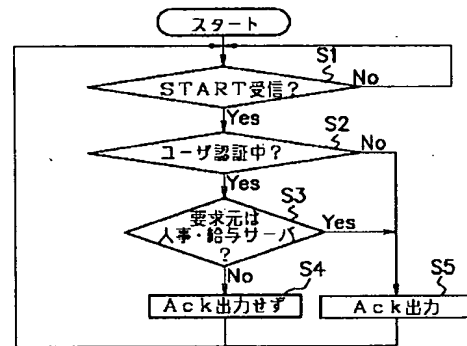 スタート
S1
START受信?
No
Yes
S2
ユーザ認証中?
No
Yes
S3
要求元は
人事・給与サーバ
?
Yes
No
S4
S5
Ack出力せず
Ack出力